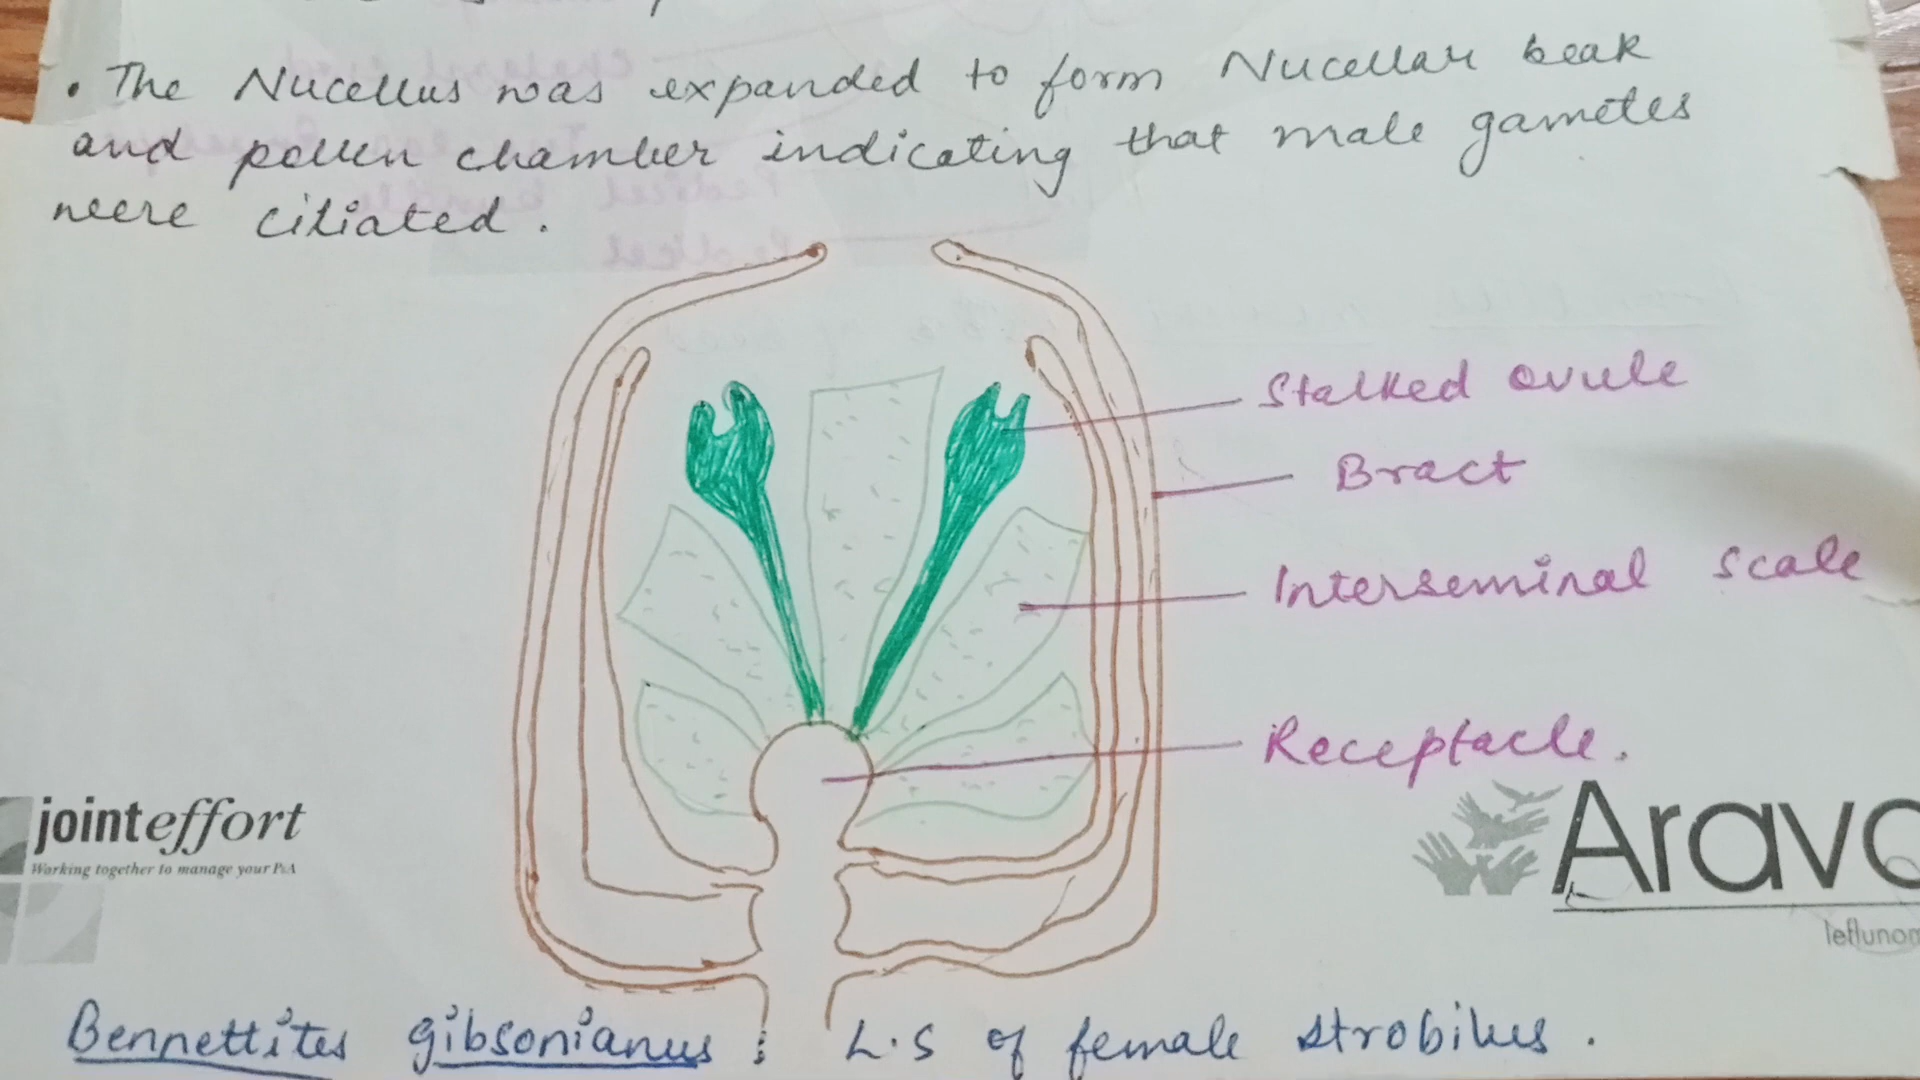 • The Nucellus was expanded to form Nucellar beak
and pollen chamber indicating that male gametes
were ciliated.
Stalked ovule
Bract
Interseminal scale
Receptacle.
jointeffort
Working together to manage your PsA
Arava
leflunom
Bennettites gibsonianus : L.S of female strobilus.